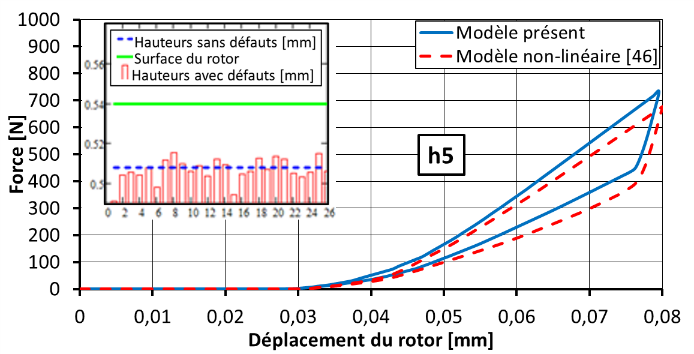 1000
900
800
700
600
500
400
300
200
100
0
Force [N]
0
0,01
0,02
0,03
0,04
0,05
0,06
0,07
0,08
Déplacement du rotor [mm]
Modèle présent
Modèle non-linéaire [46]
h5
Hauteurs sans défauts [mm]
Surface du rotor
Hauteurs avec défauts [mm]
0.56
0.54
0.52
0.5
0 2 4 6 8 10 12 14 16 18 20 22 24 26